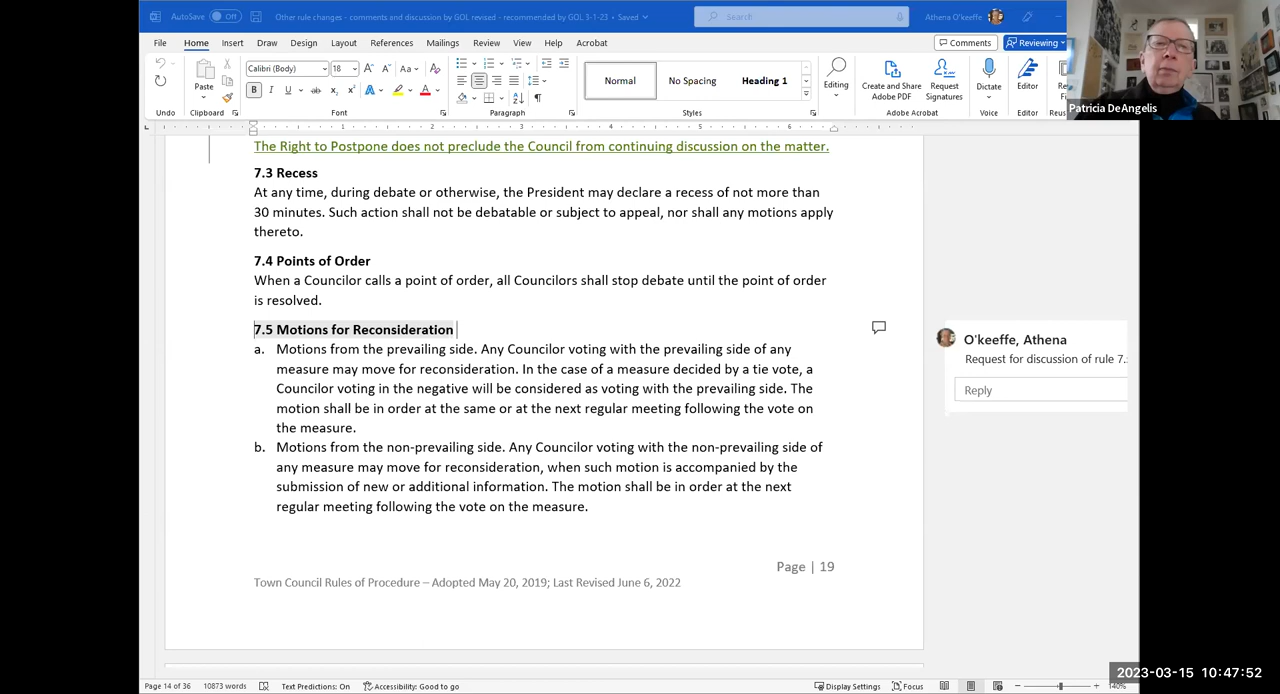 AutoSave Off Other rule changes - comments and discussion by GOL revised - recommended by GOL 3-1-23 • Saved Search Athena O'keeffe
File Home Insert Draw Design Layout References Mailings Review View Help Acrobat Comments Reviewing
Calibri (Body) 18 Aa
Paste
B I U ab x₂ x² A A
Normal No Spacing Heading 1
Editing
Create and Share Adobe PDF
Request Signatures
Dictate
Editor
Undo Clipboard Font Paragraph Styles Adobe Acrobat Voice Editor
Patricia DeAngelis
1 2 3 4 5 6
The Right to Postpone does not preclude the Council from continuing discussion on the matter.
7.3 Recess
At any time, during debate or otherwise, the President may declare a recess of not more than
30 minutes. Such action shall not be debatable or subject to appeal, nor shall any motions apply
thereto.
7.4 Points of Order
When a Councilor calls a point of order, all Councilors shall stop debate until the point of order
is resolved.
7.5 Motions for Reconsideration
a. Motions from the prevailing side. Any Councilor voting with the prevailing side of any
measure may move for reconsideration. In the case of a measure decided by a tie vote, a
Councilor voting in the negative will be considered as voting with the prevailing side. The
motion shall be in order at the same or at the next regular meeting following the vote on
the measure.
b. Motions from the non-prevailing side. Any Councilor voting with the non-prevailing side of
any measure may move for reconsideration, when such motion is accompanied by the
submission of new or additional information. The motion shall be in order at the next
regular meeting following the vote on the measure.
O'keeffe, Athena
Request for discussion of rule 7.
Reply
Page | 19
Town Council Rules of Procedure – Adopted May 20, 2019; Last Revised June 6, 2022
2023-03-15 10:47:52
Page 14 of 36 10873 words Text Predictions: On Accessibility: Good to go Display Settings Focus 140%